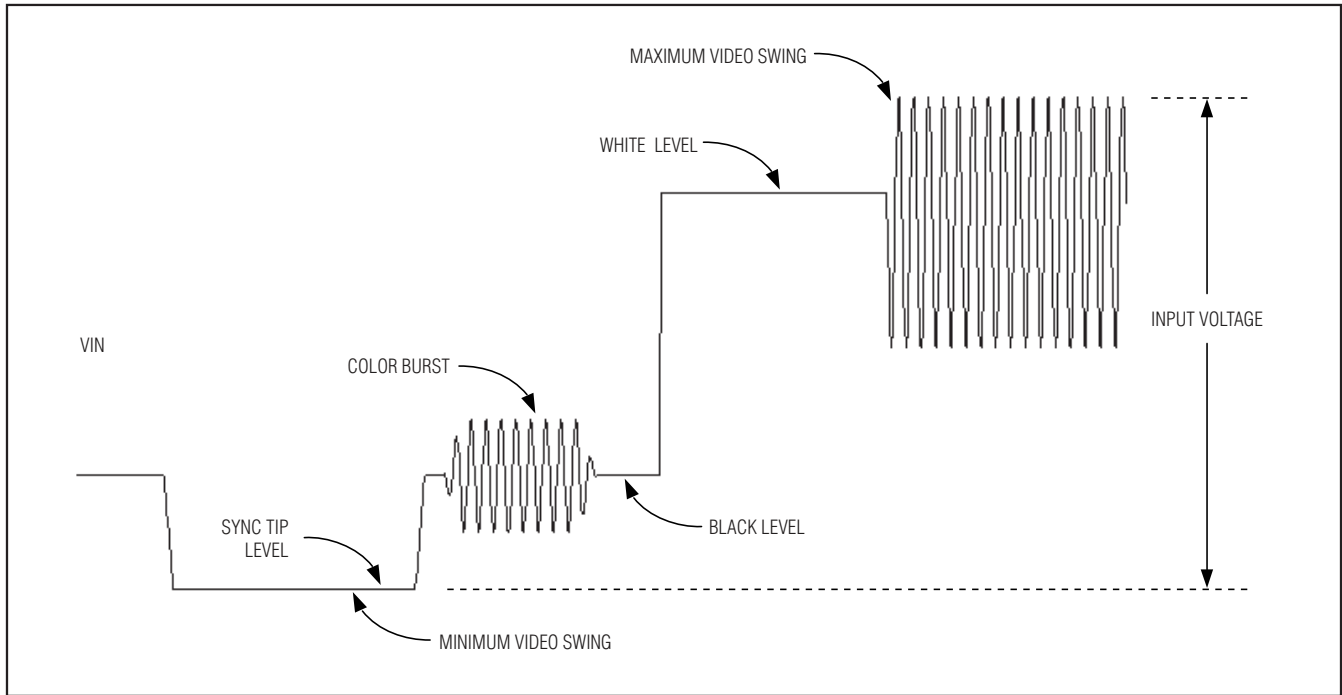 MAXIMUM VIDEO SWING
WHITE LEVEL
INPUT VOLTAGE
VIN
COLOR BURST
SYNC TIP
LEVEL
BLACK LEVEL
MINIMUM VIDEO SWING